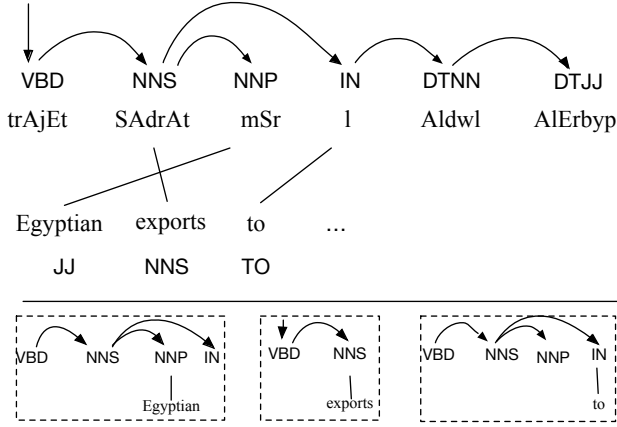 VBD NNS NNP IN DTNN DTJJ
trAjEt SAdrAt mSr l Aldwl AlErbyp
Egyptian exports to ...
JJ NNS TO
VBD NNS NNP IN
Egyptian
VBD NNS
exports
VBD NNS NNP IN
to